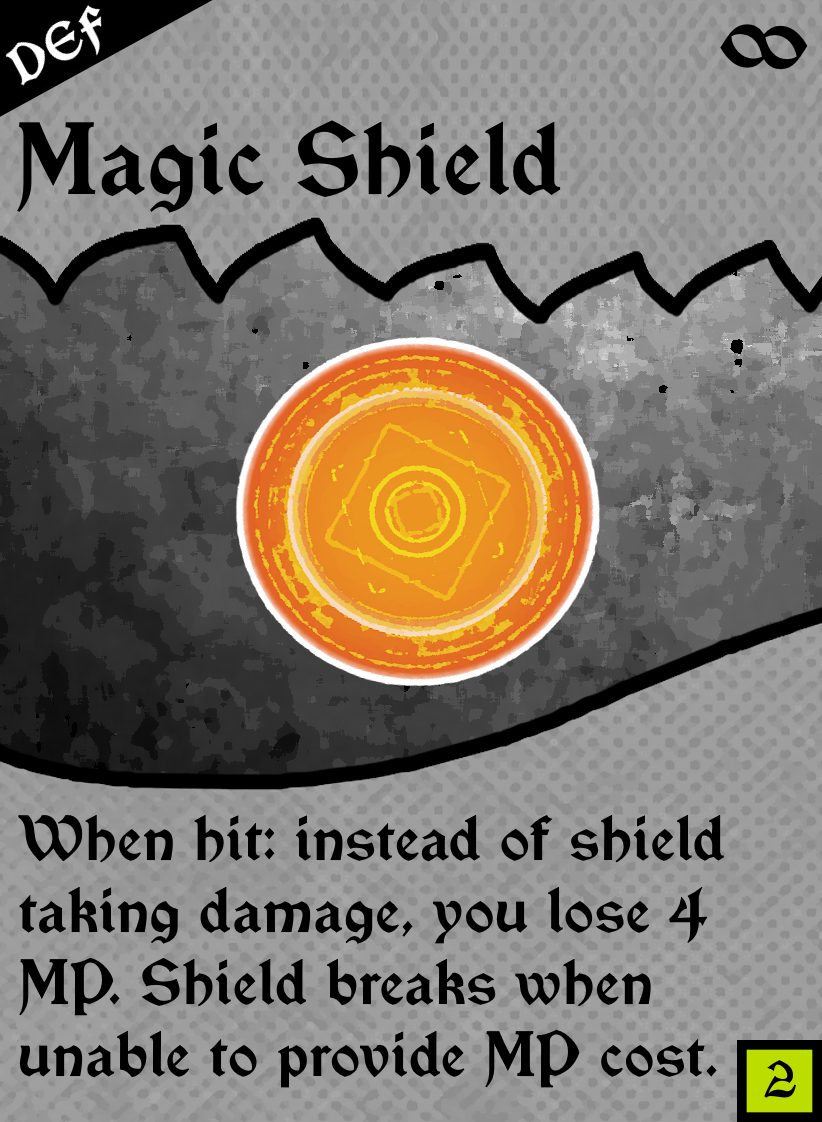 DEF
∞
Magic Shield
When hit: instead of shield
taking damage, you lose 4
MP. Shield breaks when
unable to provide MP cost.
2